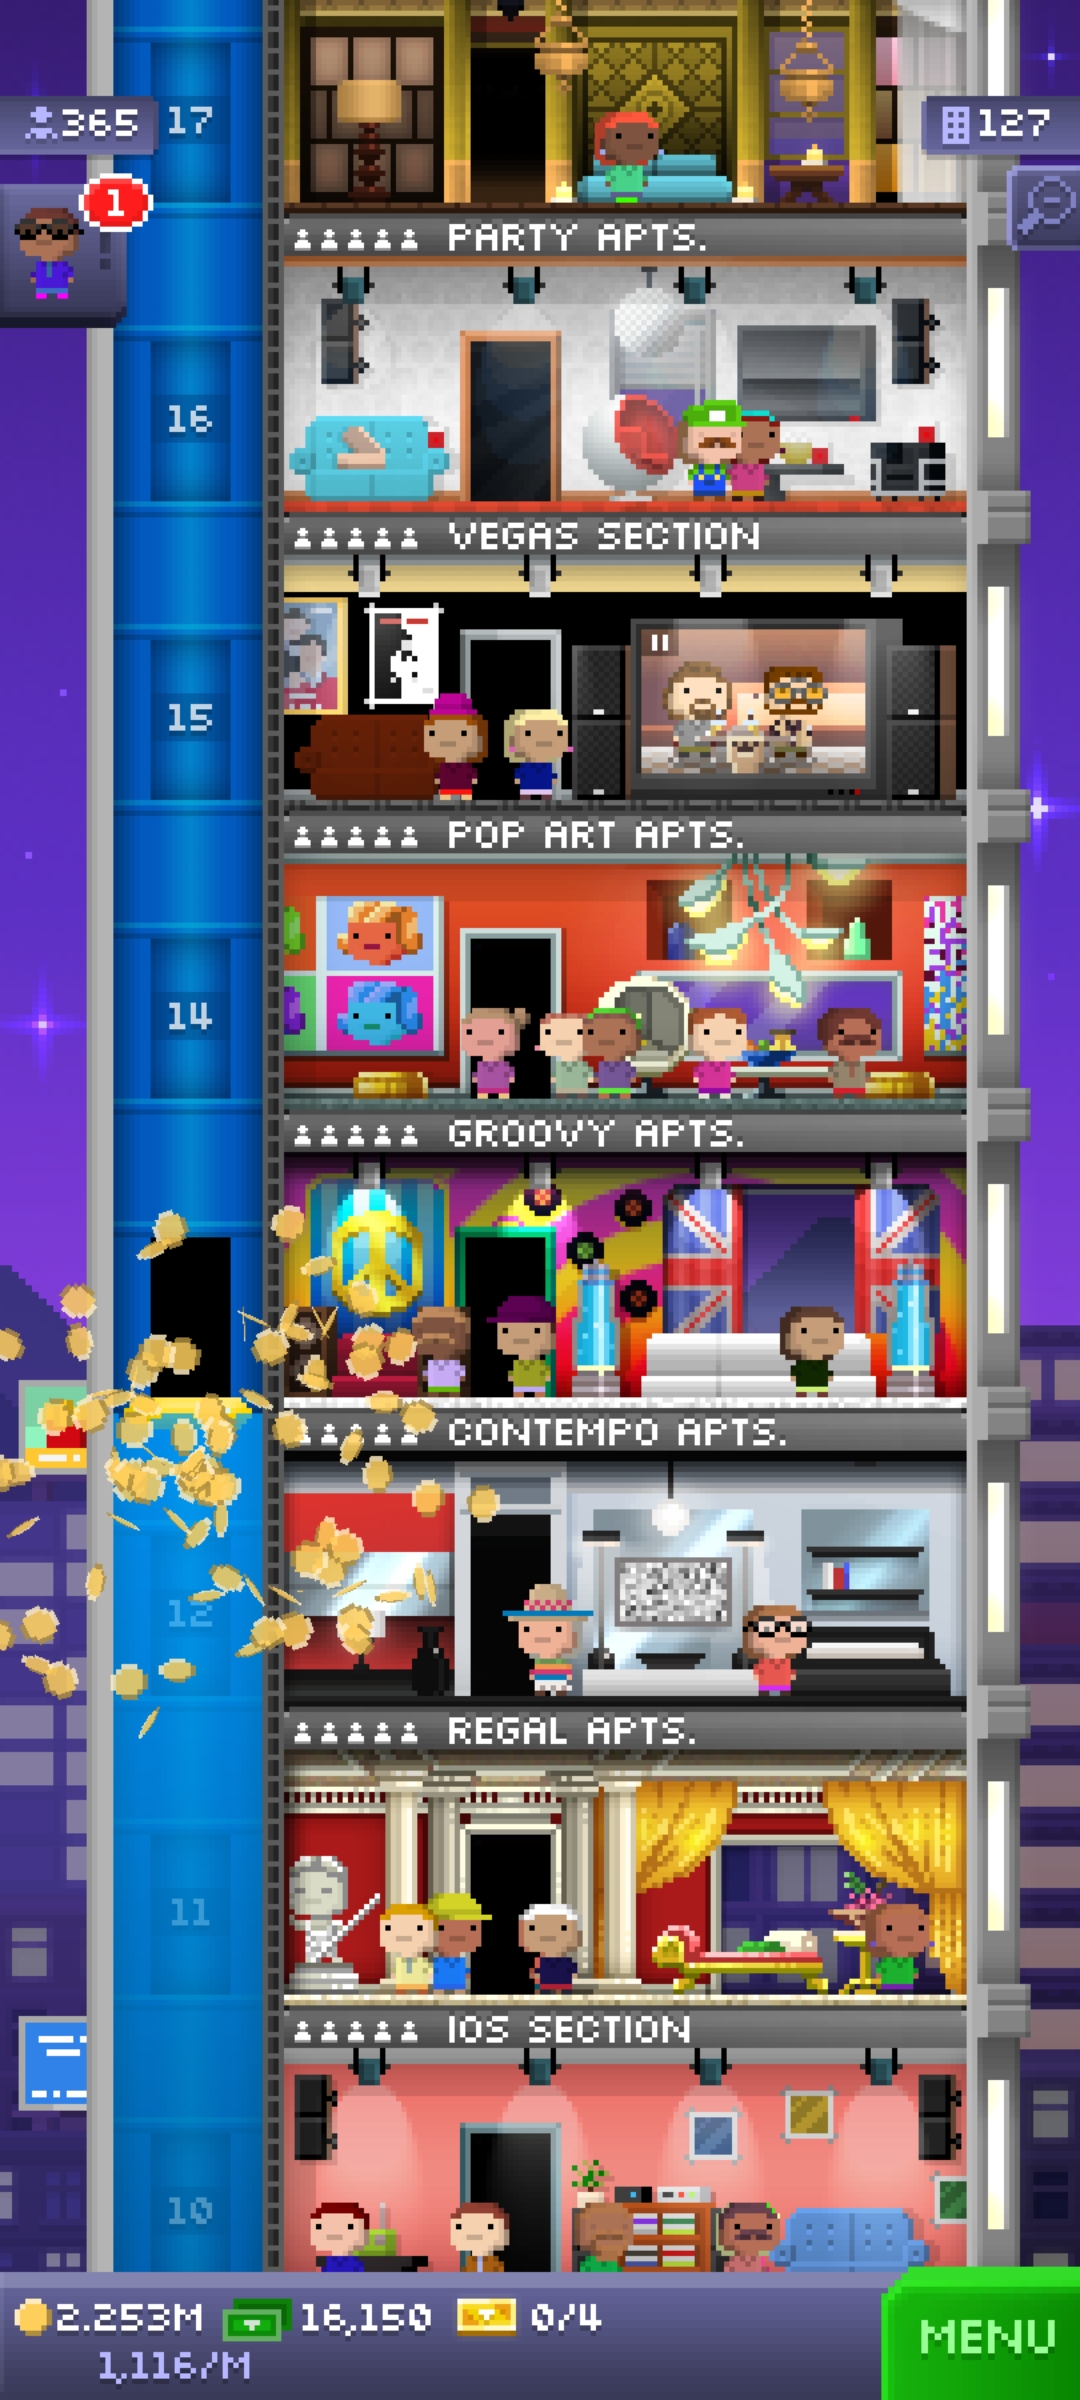 365
17
127
1
PARTY APTS.
16
VEGAS SECTION
15
POP ART APTS.
14
GROOVY APTS.
CONTEMPO APTS.
12
REGAL APTS.
11
IOS SECTION
10
2.253M 16,150 0/4
1,116/M
MENU